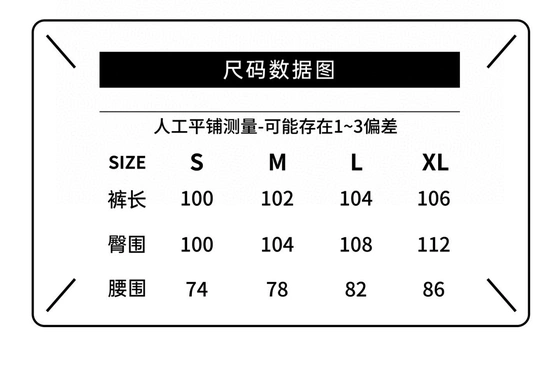 尺码数据图
人工平铺测量-可能存在1~3偏差
SIZE S M L XL
裤长 100 102 104 106
臀围 100 104 108 112
腰围 74 78 82 86